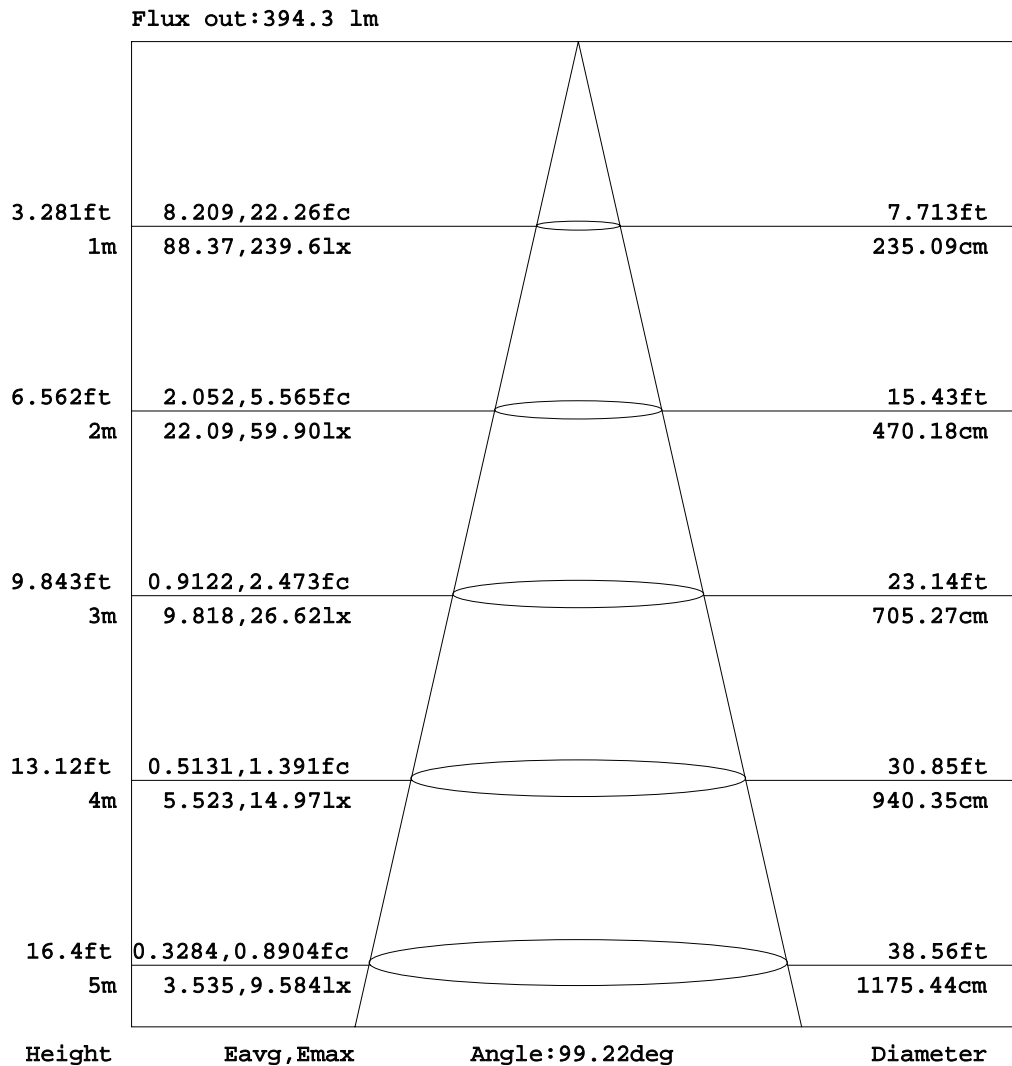 Flux out:394.3 lm
3.281ft 8.209,22.26fc 7.713ft
1m 88.37,239.6lx 235.09cm
6.562ft 2.052,5.565fc 15.43ft
2m 22.09,59.90lx 470.18cm
9.843ft 0.9122,2.473fc 23.14ft
3m 9.818,26.62lx 705.27cm
13.12ft 0.5131,1.391fc 30.85ft
4m 5.523,14.97lx 940.35cm
16.4ft 0.3284,0.8904fc 38.56ft
5m 3.535,9.584lx 1175.44cm
Height Eavg,Emax Angle:99.22deg Diameter